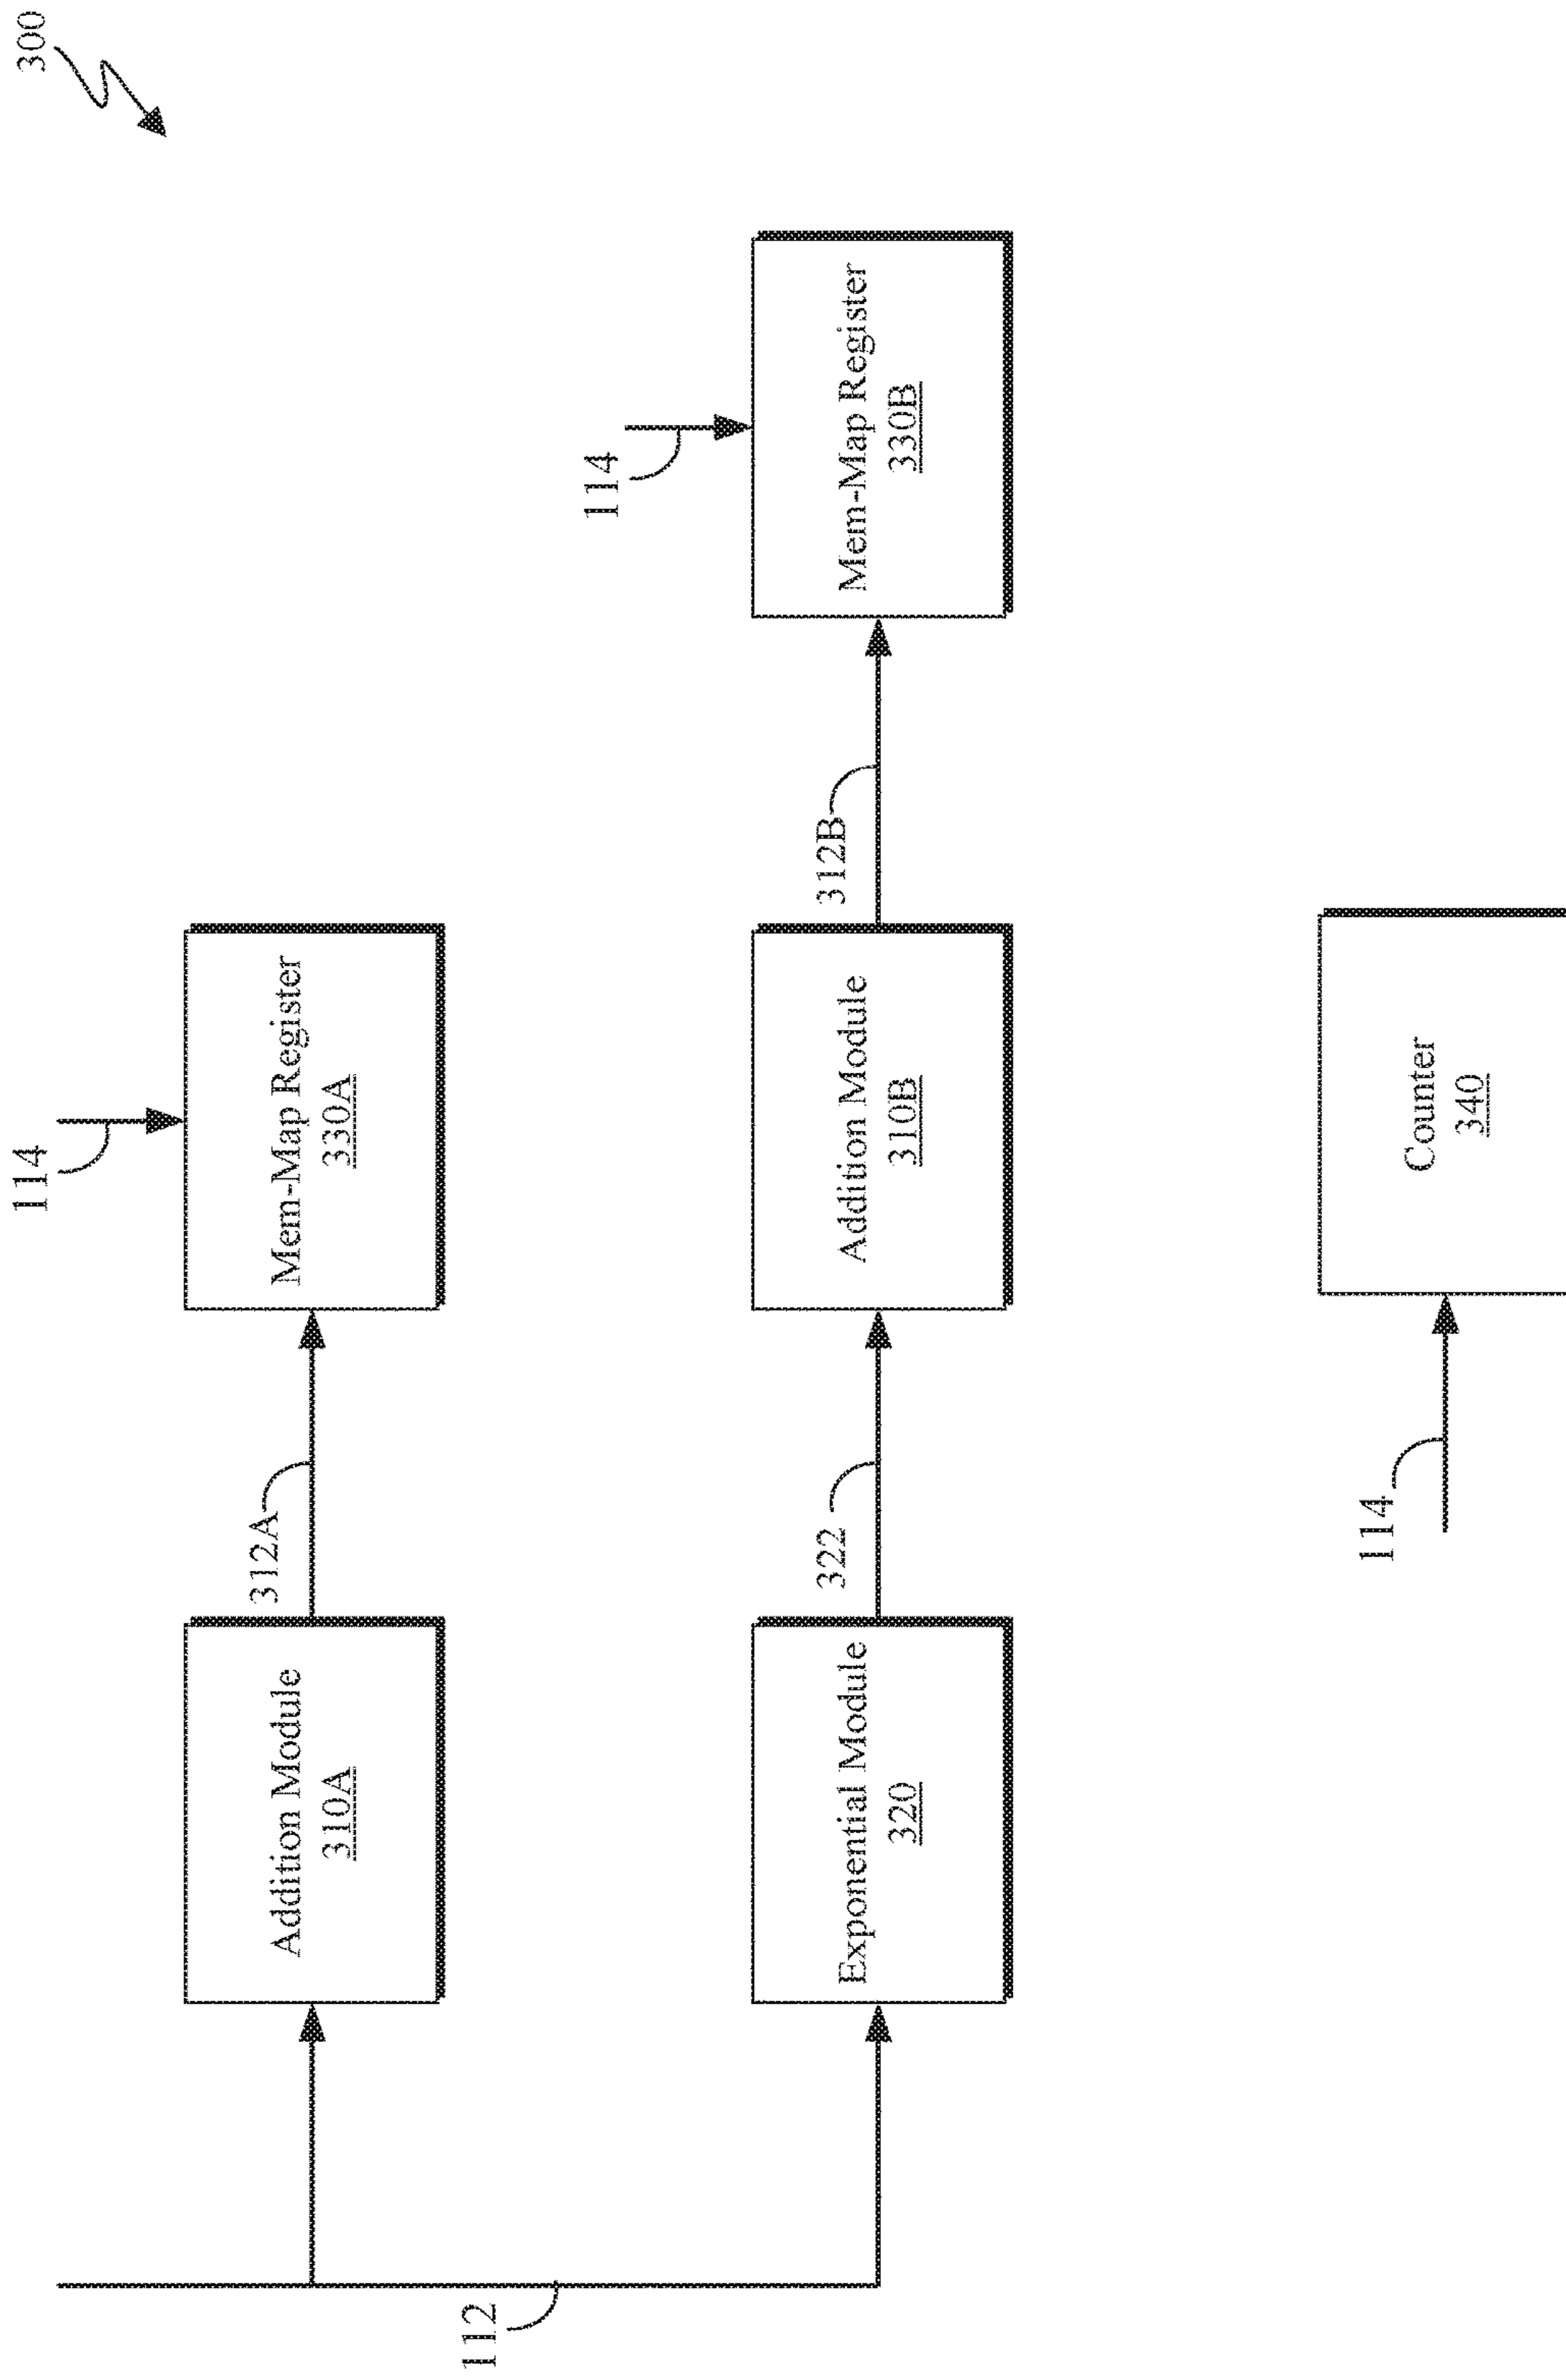 300
114
Addition Module
310A
312A
Mem-Map Register
330A
112
114
Exponential Module
320
322
Addition Module
310B
312B
Mem-Map Register
330B
114
Counter
340